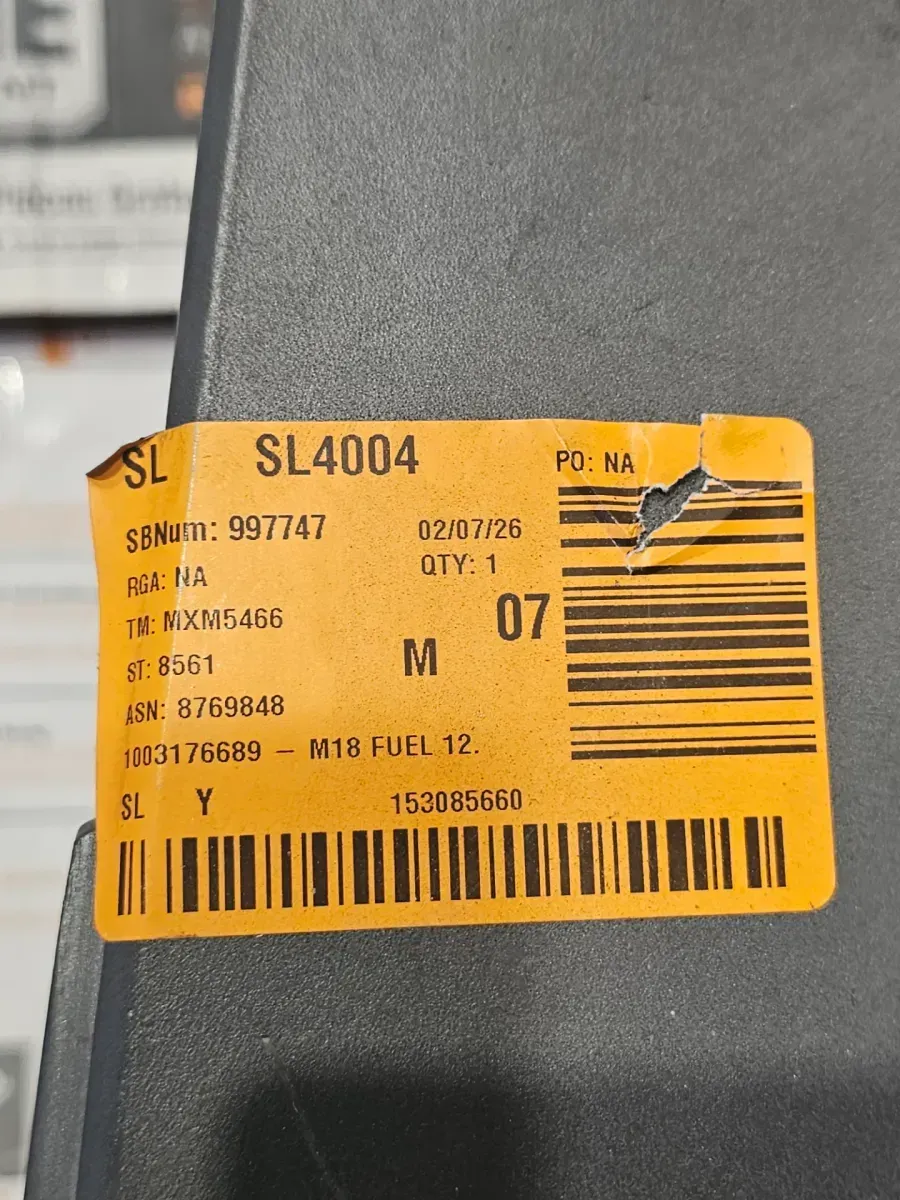 SL SL4004 PO: NA
SBNum: 997747 02/07/26
RGA: NA QTY: 1
TM: MXM5466 07
ST: 8561 M
ASN: 8769848
1003176689 – M18 FUEL 12.
SL Y 153085660